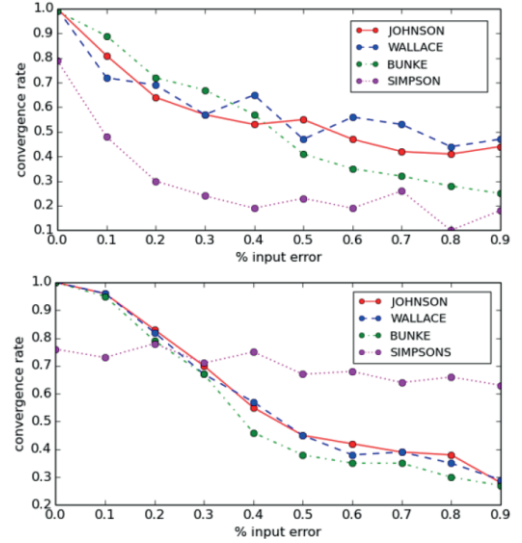 convergence rate
1.0
0.9
0.8
0.7
0.6
0.5
0.4
0.3
0.2
0.1
JOHNSON
WALLACE
BUNKE
SIMPSON
0.0 0.1 0.2 0.3 0.4 0.5 0.6 0.7 0.8 0.9
% input error
convergence rate
1.0
0.9
0.8
0.7
0.6
0.5
0.4
0.3
0.2
JOHNSON
WALLACE
BUNKE
SIMPSONS
0.0 0.1 0.2 0.3 0.4 0.5 0.6 0.7 0.8 0.9
% input error